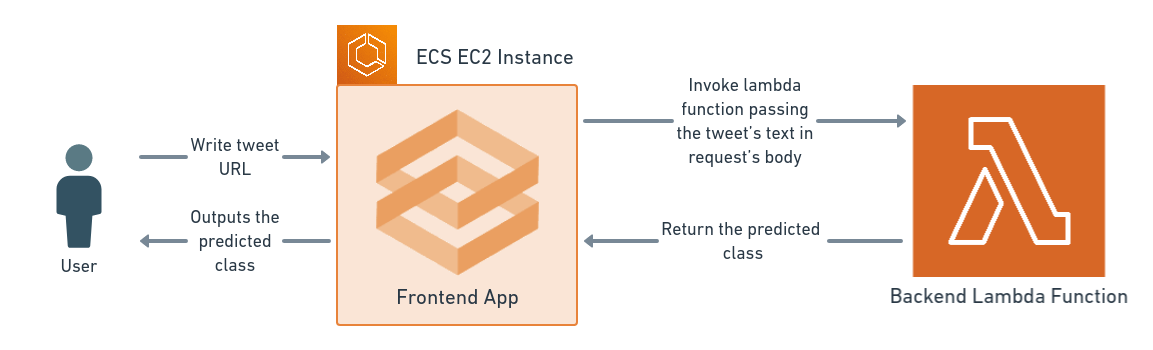 ECS EC2 Instance
Invoke lambda
function passing
the tweet's text in
request's body
Write tweet
URL
Outputs the
predicted
class
Return the predicted
class
User
Frontend App
Backend Lambda Function